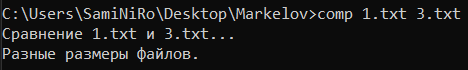 C:\Users\SamiNiRo\Desktop\Markelov>comp 1.txt 3.txt
Сравнение 1.txt и 3.txt...
Разные размеры файлов.